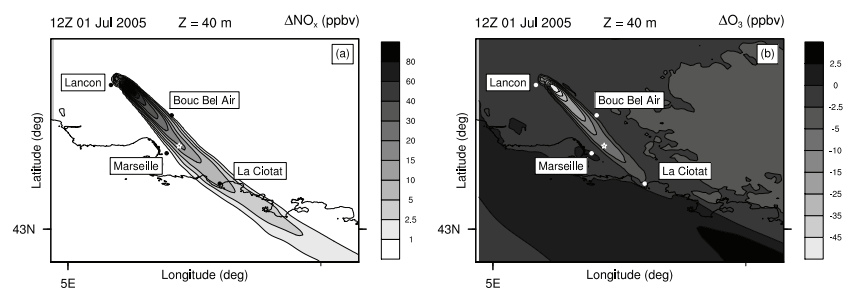 12Z 01 Jul 2005 Z = 40 m ΔNOx (ppbv)
(a)
Lancon
Bouc Bel Air
Marseille
La Ciotat
Latitude (deg)
43N
5E
Longitude (deg)
80
60
40
30
20
15
10
5
2.5
1
12Z 01 Jul 2005 Z = 40 m ΔO3 (ppbv)
(b)
Lancon
Bouc Bel Air
Marseille
La Ciotat
Latitude (deg)
43N
5E
Longitude (deg)
2.5
0
-2.5
-5
-10
-15
-25
-35
-45